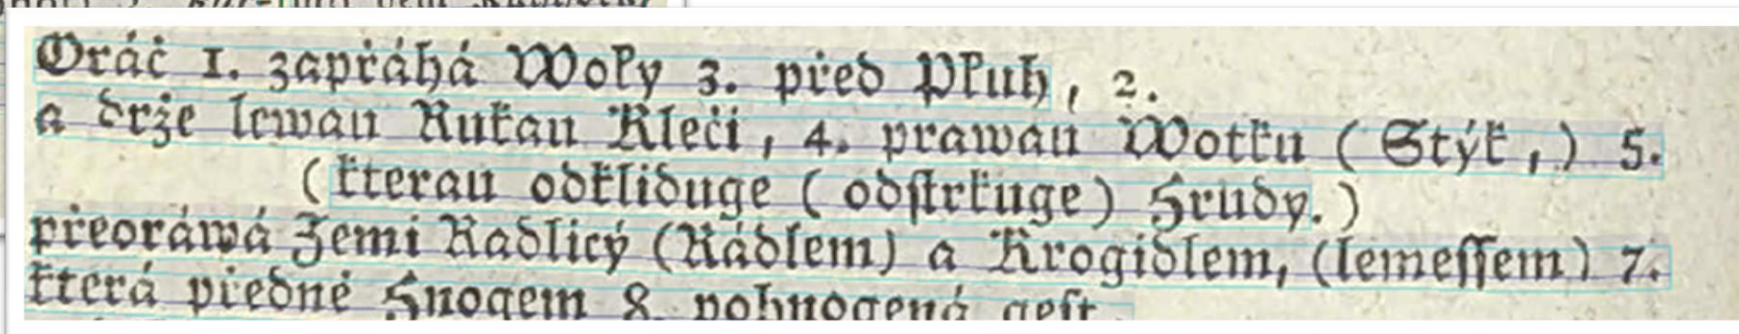 Oráč 1. zapřáhá Woly 3. před Pluh, 2.
a drže lewau Rukau Kleči, 4. prawau Wotku (Stýk,) 5.
(kterau odkliduge (odſtrkuge) Hrudy.)
přeoráwá Zemi Radlicý (Rádlem) a Krogidlem, (lemeſſem) 7.
která předně Hnogem 8. pohnogená geſt.